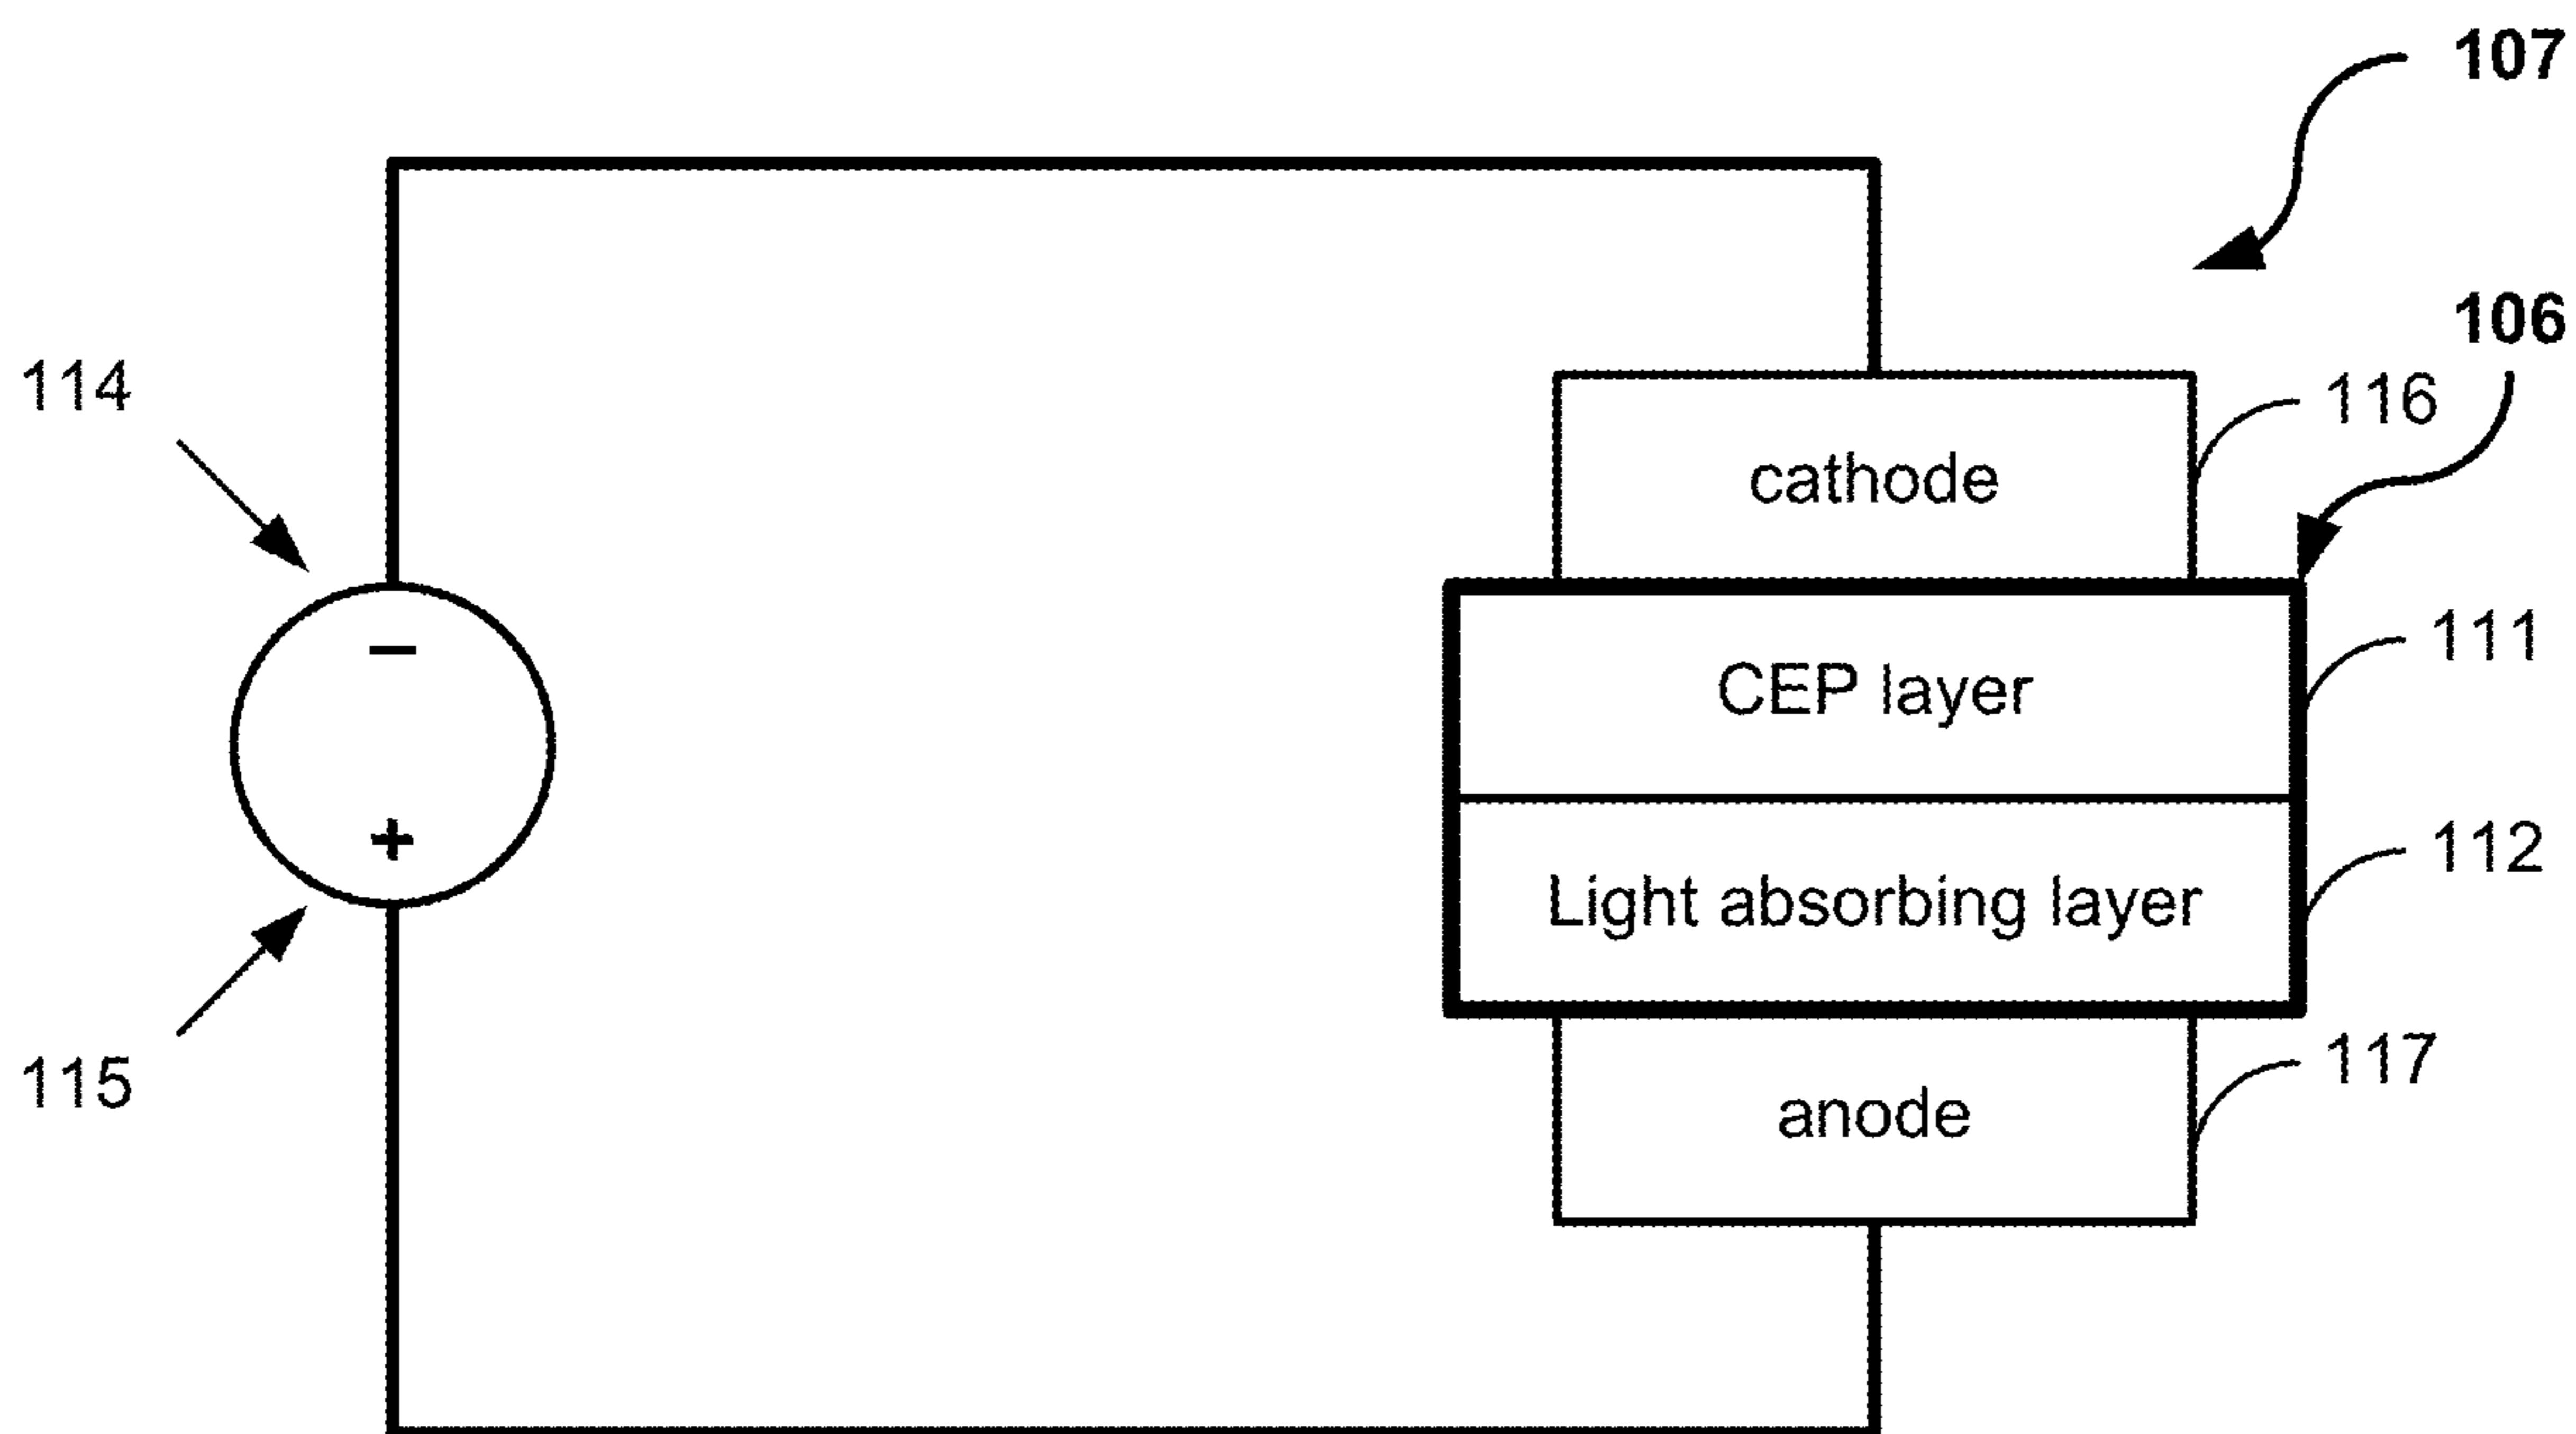 107
106
114
116
cathode
−
111
CEP layer
+
112
Light absorbing layer
115
117
anode